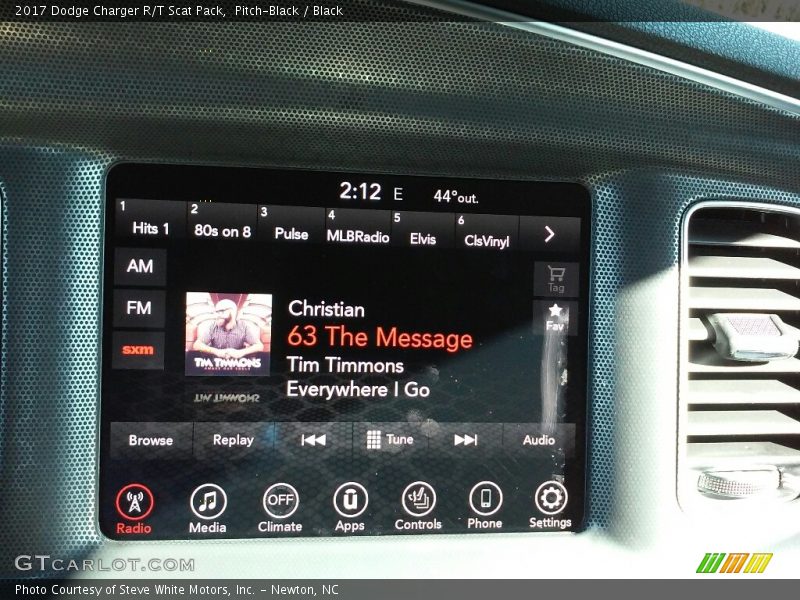 2017 Dodge Charger R/T Scat Pack, Pitch-Black / Black
2:12 E 44°out.
1 Hits 1
2 80s on 8
3 Pulse
4 MLBRadio
5 Elvis
6 ClsVinyl
AM
FM
sxm
Tag
Fav
TIM TIMMONS
Christian
63 The Message
Tim Timmons
Everywhere I Go
Browse Replay Tune Audio
Radio Media OFF Climate Apps Controls Phone Settings
GTCARLOT.COM
Photo Courtesy of Steve White Motors, Inc. – Newton, NC